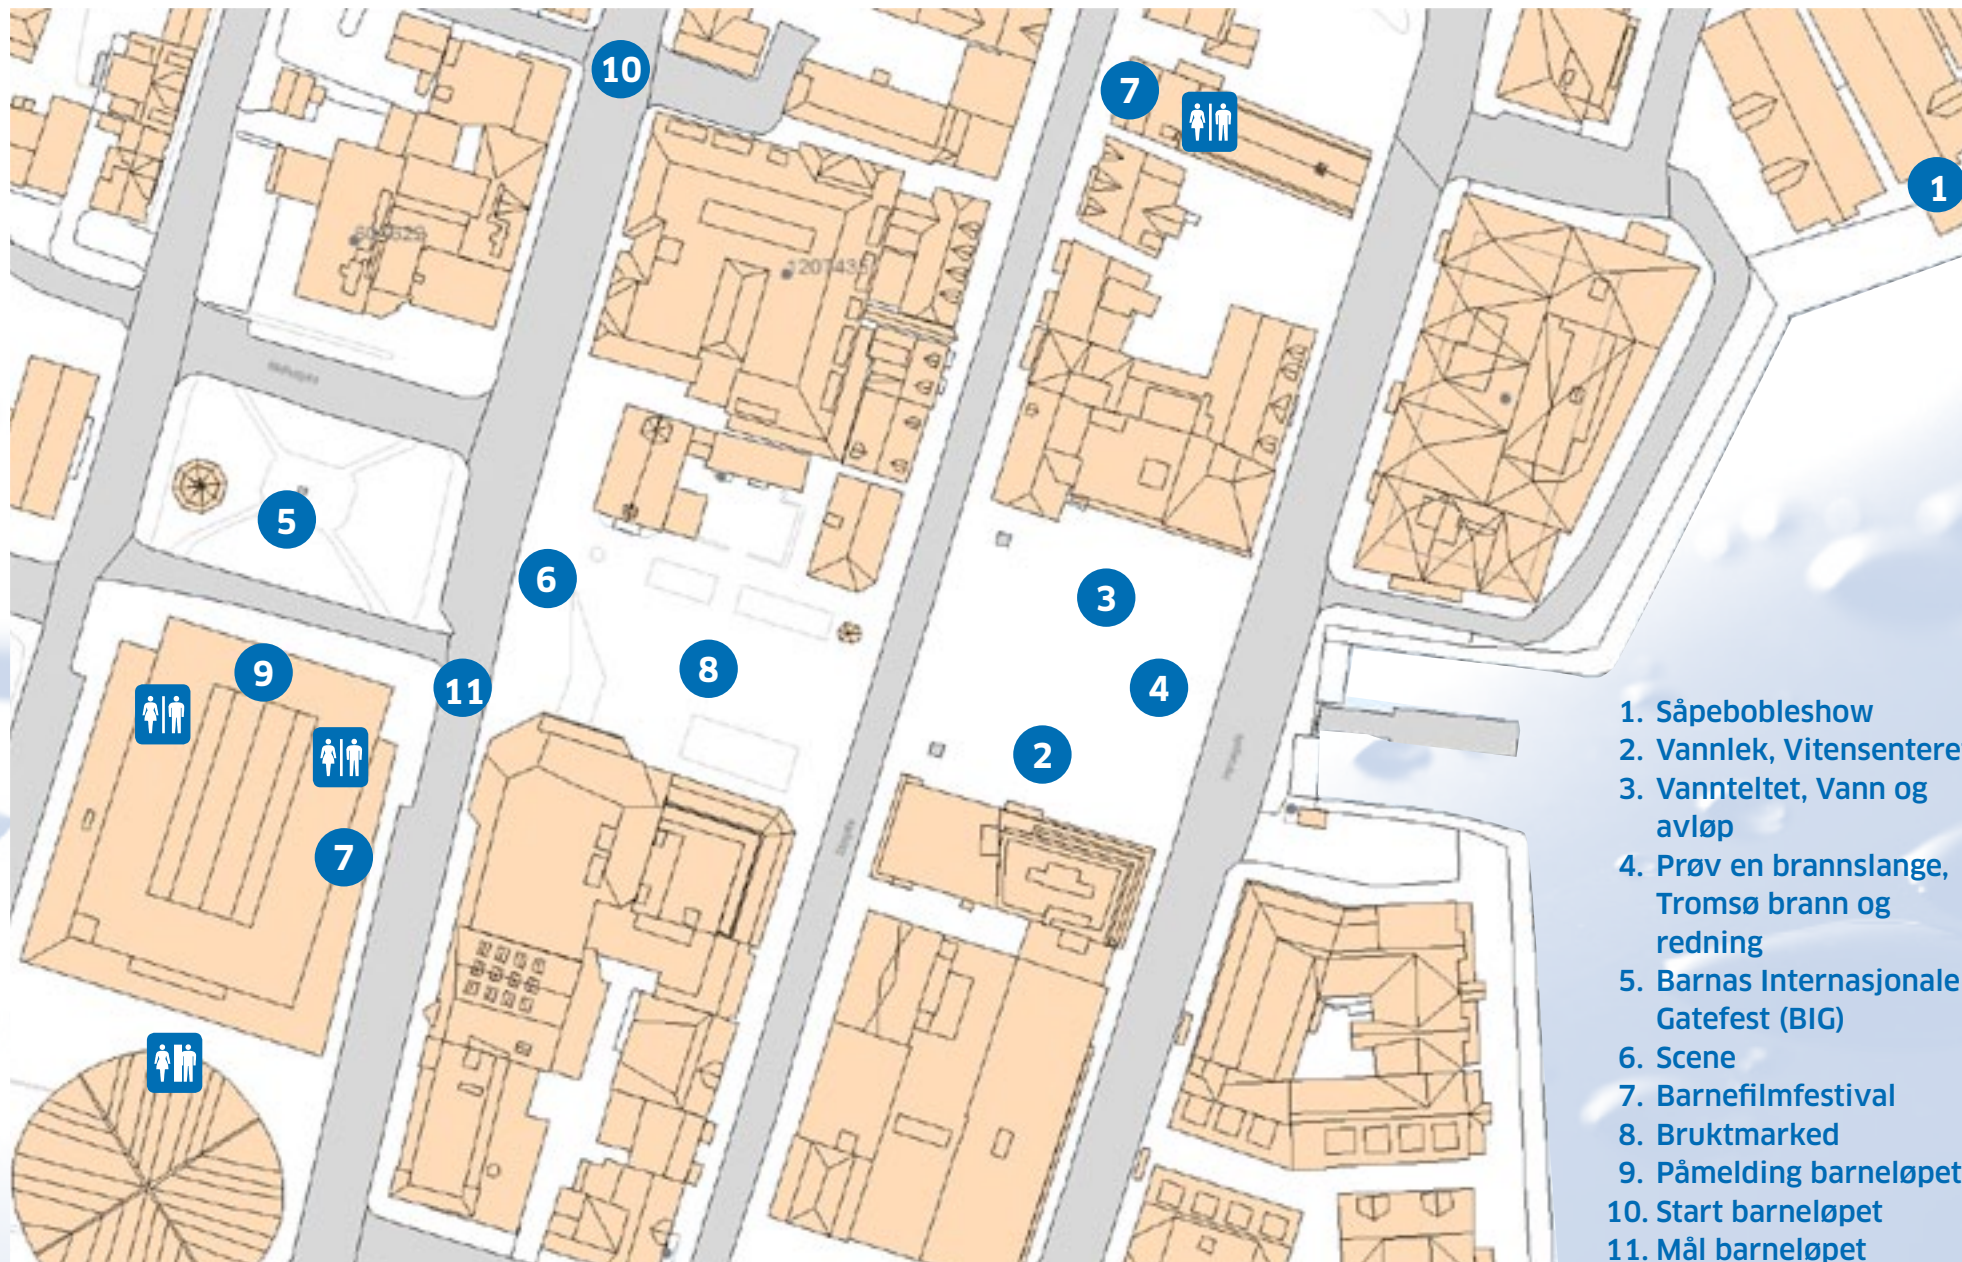 10
7
1
5
6
3
9
11
8
4
2
7
1. Såpebobleshow
2. Vannlek, Vitensenteret
3. Vannteltet, Vann og
avløp
4. Prøv en brannslange,
Tromsø brann og
redning
5. Barnas Internasjonale
Gatefest (BIG)
6. Scene
7. Barnefilmfestival
8. Bruktmarked
9. Påmelding barneløpet
10. Start barneløpet
11. Mål barneløpet